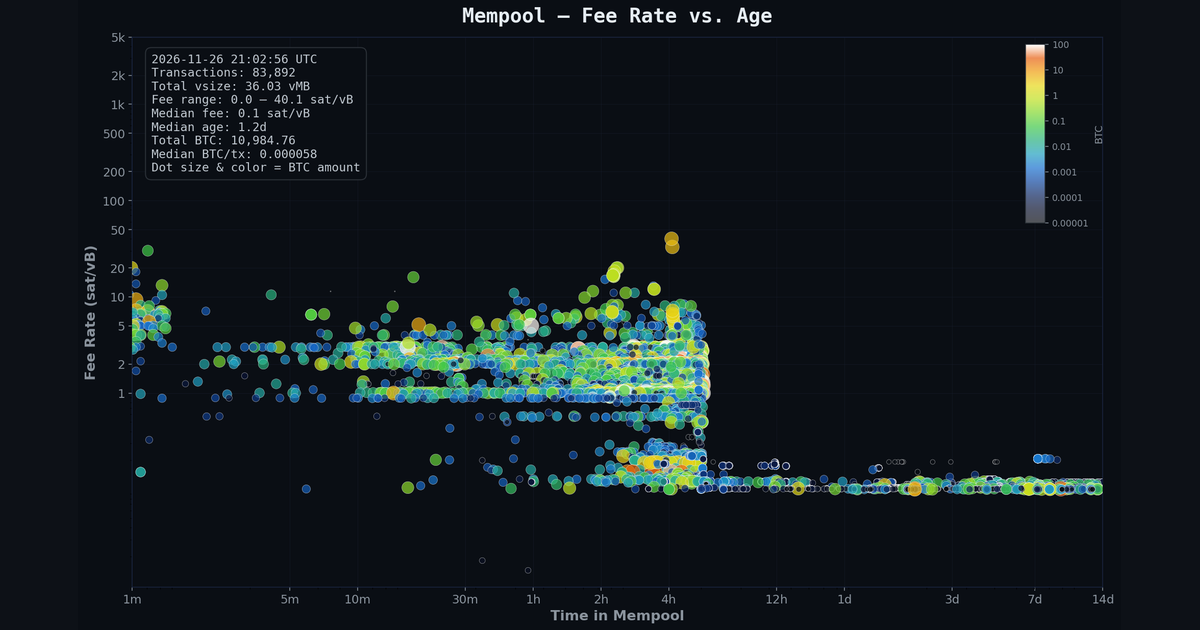 Mempool — Fee Rate vs. Age
2026-11-26 21:02:56 UTC
Transactions: 83,892
Total vsize: 36.03 vMB
Fee range: 0.0 — 40.1 sat/vB
Median fee: 0.1 sat/vB
Median age: 1.2d
Total BTC: 10,984.76
Median BTC/tx: 0.000058
Dot size & color = BTC amount
Fee Rate (sat/vB)
5k
2k
1k
500
200
100
50
20
10
5
2
1
100
10
1
0.1
0.01
0.001
0.0001
0.00001
BTC
1m
5m
10m
30m
1h
2h
4h
12h
1d
3d
7d
14d
Time in Mempool